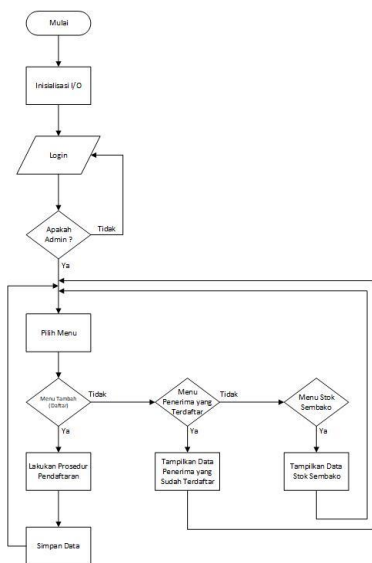 Mulai
Inisialisasi I/O
Login
Apakah
Admin ?
Tidak
Ya
Pilih Menu
Menu Tambah
(Daftar)
Tidak
Menu
Penerima yang
Terdaftar
Tidak
Menu Stok
Sembako
Ya
Ya
Ya
Lakukan Prosedur
Pendaftaran
Tampilkan Data
Penerima yang
Sudah Terdaftar
Tampilkan Data
Stok Sembako
Simpan Data